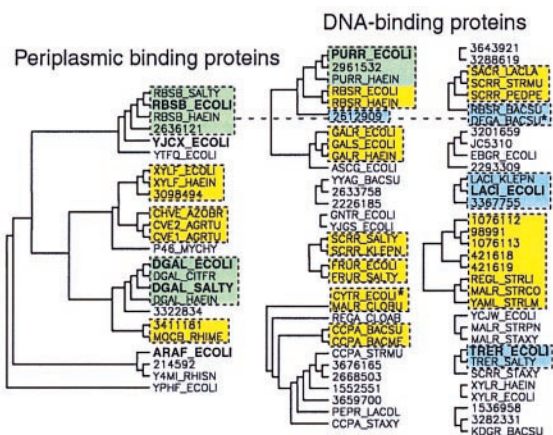 DNA-binding proteins
Periplasmic binding proteins
RBSB_SALTY
RBSB_ECOLI
RBSB_HAEIN
2636121
YJCX_ECOLI
YTFQ_ECOLI
XYLF_ECOLI
XYLF_HAEIN
3098494
CHVE_AZOBR
CVE2_AGRTU
CVE1_AGRTU
P46_MYCHY
DGAL_ECOLI
DGAL_CITFR
DGAL_SALTY
DGAL_HAEIN
3322834
3411181
MOCB_RHIME
ARAF_ECOLI
214592
Y4MI_RHISN
YPHF_ECOLI
PURR_ECOLI
2961532
PURR_HAEIN
RBSR_ECOLI
RBSR_HAEIN
2612909
GALR_ECOLI
GALS_ECOLI
GALR_HAEIN
ASCG_ECOLI
YYAG_BACSU
2633758
2226185
GNTR_ECOLI
YJGS_ECOLI
SCRR_SALTY
SCRR_KLEPN
FRUR_ECOLI
FRUR_SALTY
CYTR_ECOLI*
MALR_CLOBU
REGA_CLOAB
CCPA_BACSU
CCPA_BACME
CCPA_STRMU
3676165
2668503
1552551
3659700
PEPR_LACDL
CCPA_STAXY
3643921
3288619
SACR_LACLA
SCRR_STRMU
SCRR_PEDPE
RBSR_BACSU
DEGA_BACSU*
3201659
JC5310
EBGR_ECOLI
2293309
LACI_KLEPN
LACI_ECOLI
3367755
1076112
98991
1076113
421618
421619
REGL_STRLI
MALR_STRCO
YAML_STRLM
YCJW_ECOLI
MALR_STRPN
MALR_STAXY
TRER_ECOLI
TRER_SALTY
SCRR_STAXY
XYLR_HAEIN
XYLR_ECOLI
1536958
3282331
KDGR_BACSU